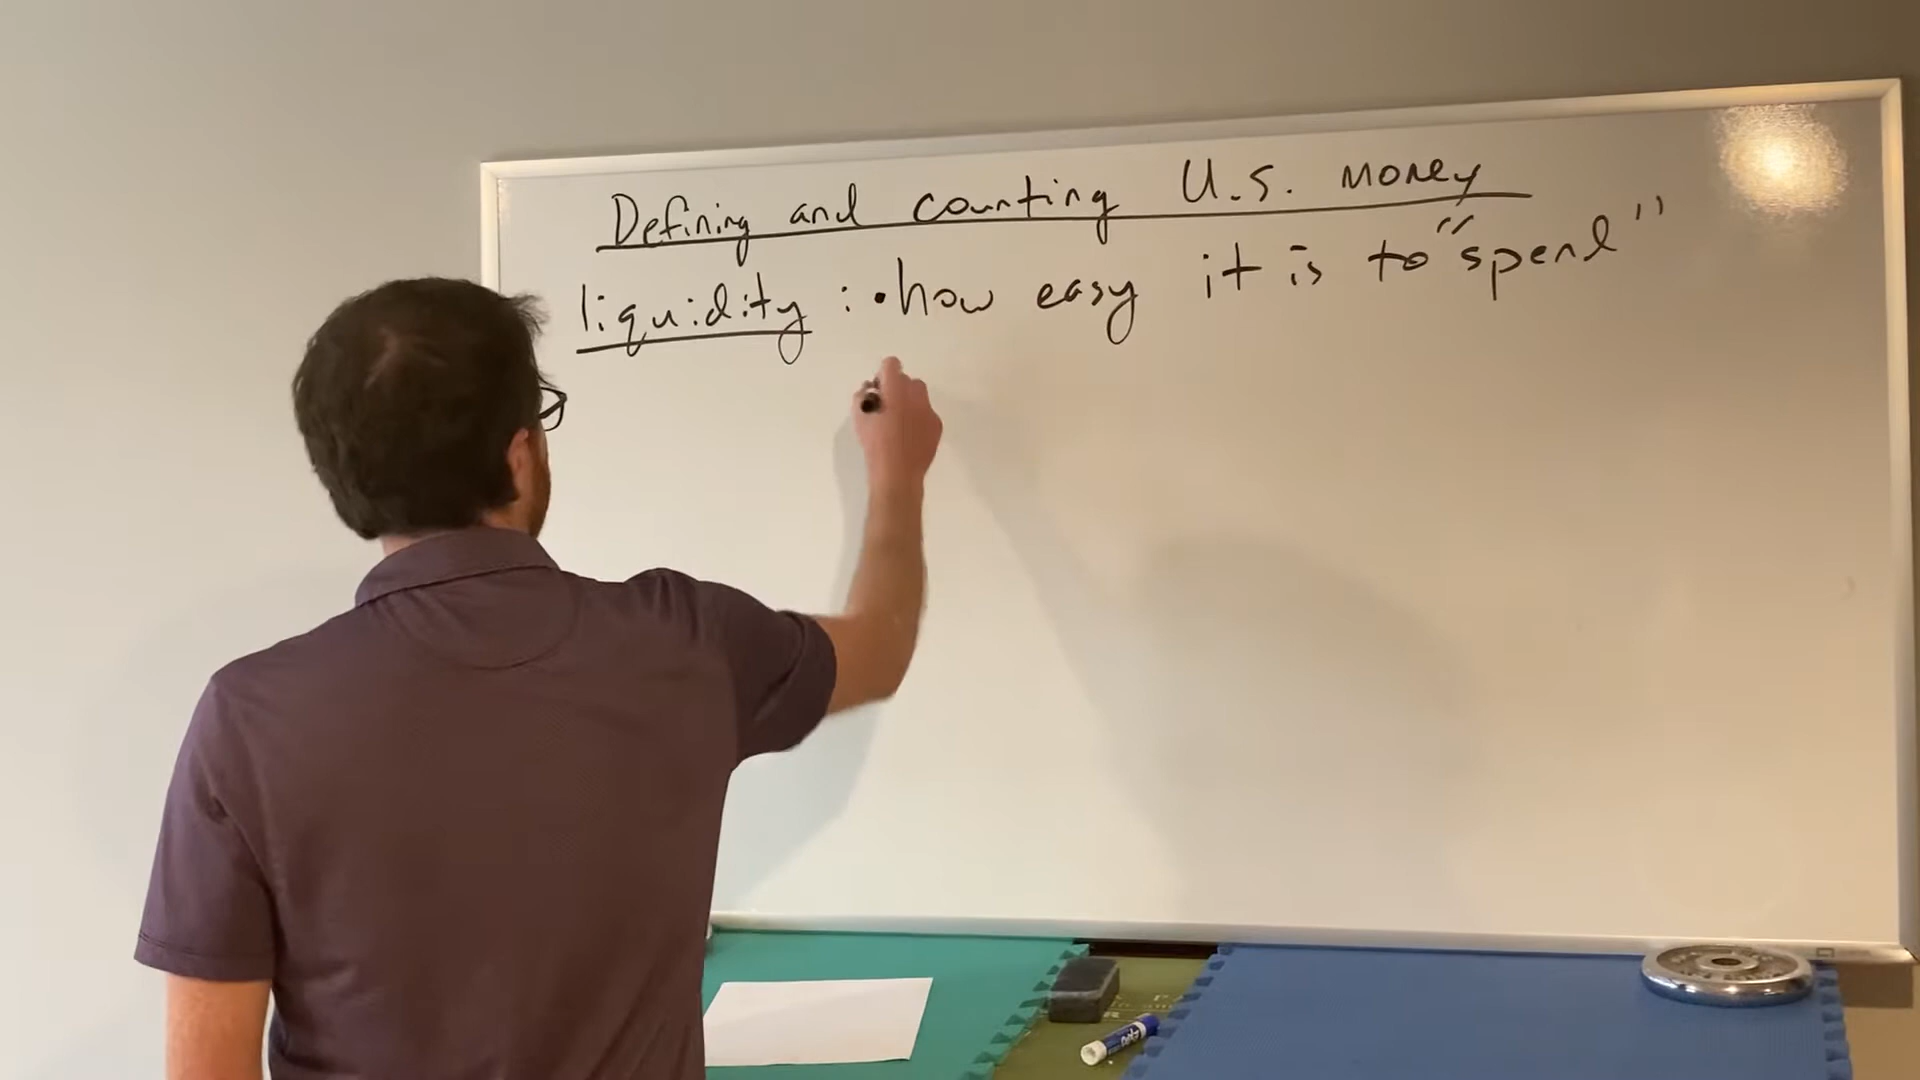 Defining and counting U.S. money
liquidity : • how easy it is to "spend"